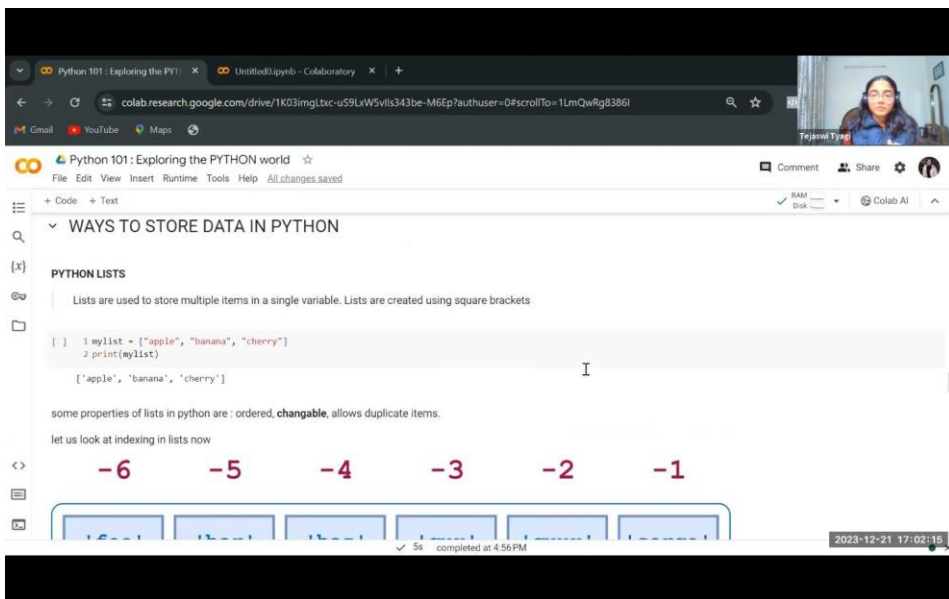 Python 101 : Exploring the PYT
Untitled0.ipynb - Colaboratory
colab.research.google.com/drive/1K03imgLtxc-uS9LxW5vlls343be-M6Ep?authuser=0#scrollTo=1LmQwRg8386I
Gmail YouTube Maps
Tejaswi Tyagi
Python 101 : Exploring the PYTHON world
Comment Share
File Edit View Insert Runtime Tools Help All changes saved
+ Code + Text
RAM
Disk
Colab AI
WAYS TO STORE DATA IN PYTHON
{x}
PYTHON LISTS
Lists are used to store multiple items in a single variable. Lists are created using square brackets
[ ] 1 mylist = ["apple", "banana", "cherry"]
2 print(mylist)
['apple', 'banana', 'cherry']
some properties of lists in python are : ordered, changable, allows duplicate items.
let us look at indexing in lists now
-6 -5 -4 -3 -2 -1
5s completed at 4:56 PM
2023-12-21 17:02:15